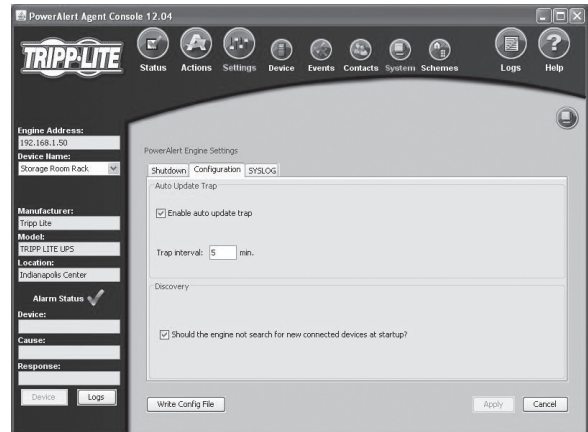 PowerAlert Agent Console 12.04
TRIPP·LITE
Status Actions Settings Device Events Contacts System Schemes Logs Help
Engine Address:
192.168.1.50
Device Name:
Storage Room Rack
Manufacturer:
Tripp Lite
Model:
TRIPP LITE UPS
Location:
Indianapolis Center
Alarm Status
Device:
Cause:
Response:
Device Logs
PowerAlert Engine Settings
Shutdown Configuration SYSLOG
Auto Update Trap
Enable auto update trap
Trap interval: 5 min.
Discovery
Should the engine not search for new connected devices at startup?
Write Config File Apply Cancel